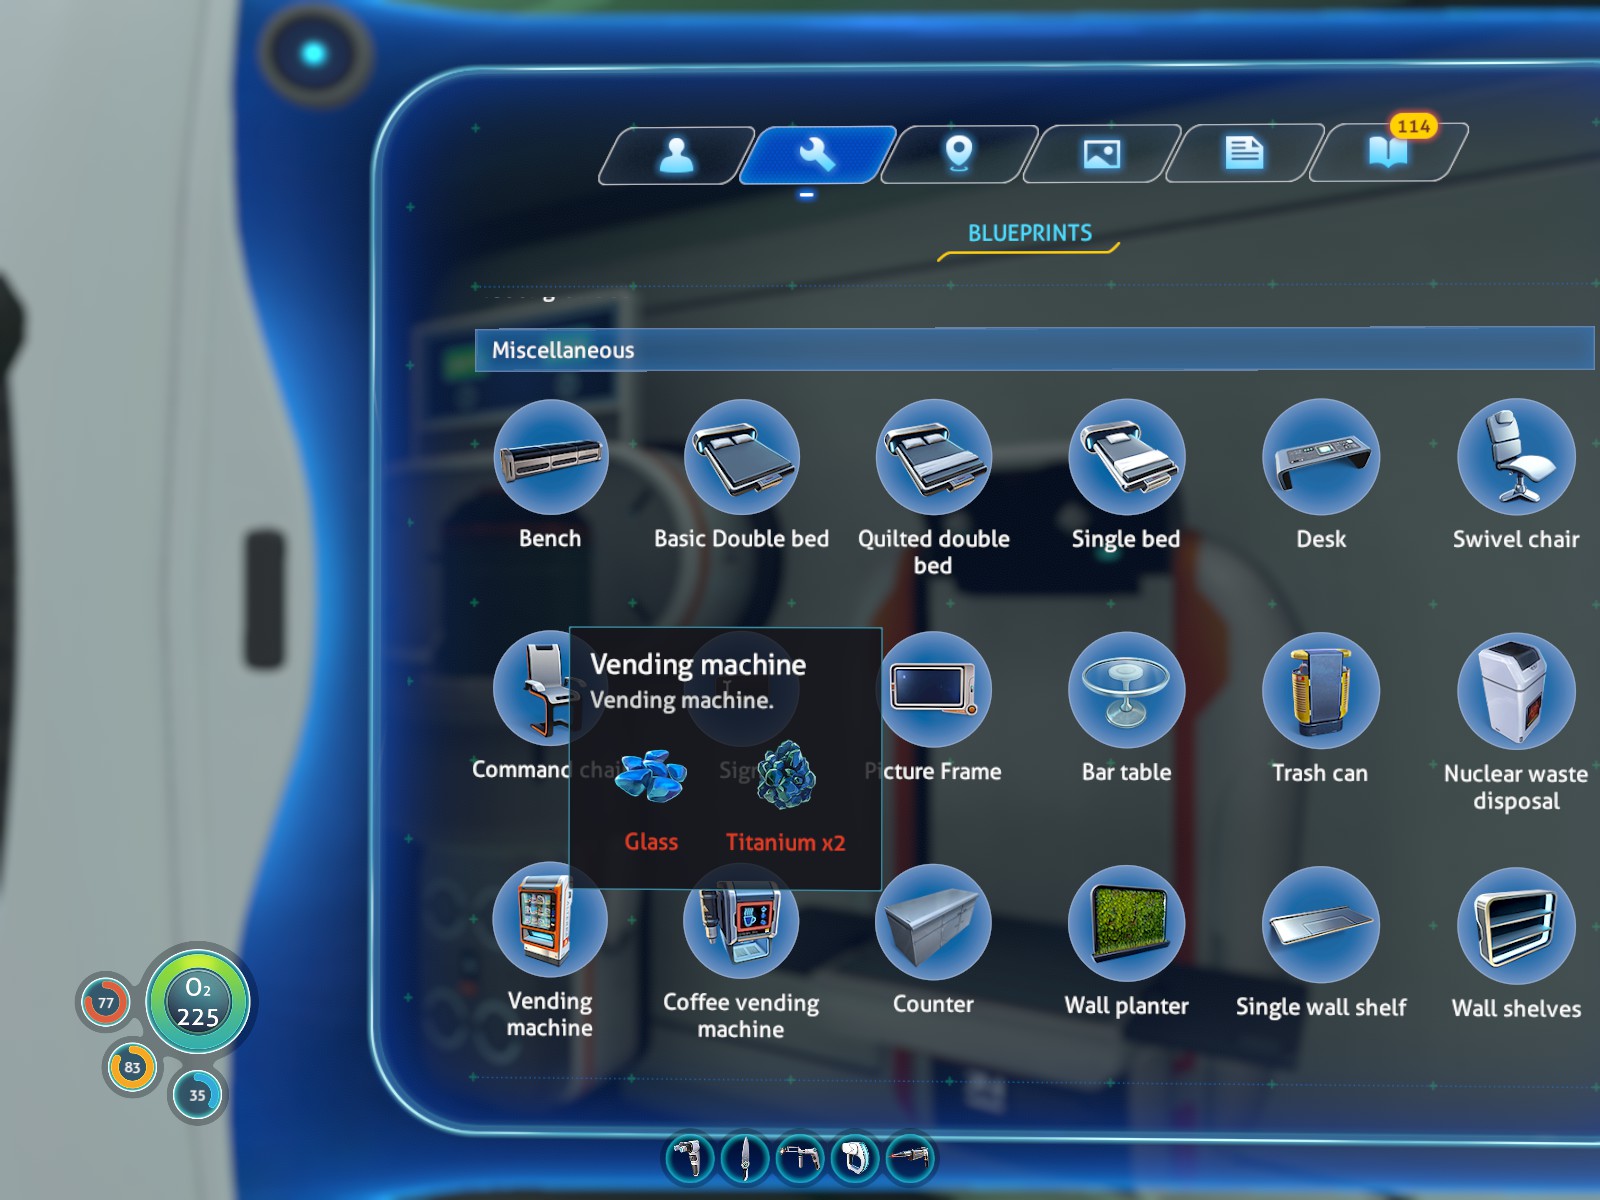 114
BLUEPRINTS
Miscellaneous
Bench
Basic Double bed
Quilted double
bed
Single bed
Desk
Swivel chair
Vending machine
Vending machine.
Glass
Titanium x2
Command chai
Sign
Picture Frame
Bar table
Trash can
Nuclear waste
disposal
Vending
machine
Coffee vending
machine
Counter
Wall planter
Single wall shelf
Wall shelves
77
O₂
225
83
35